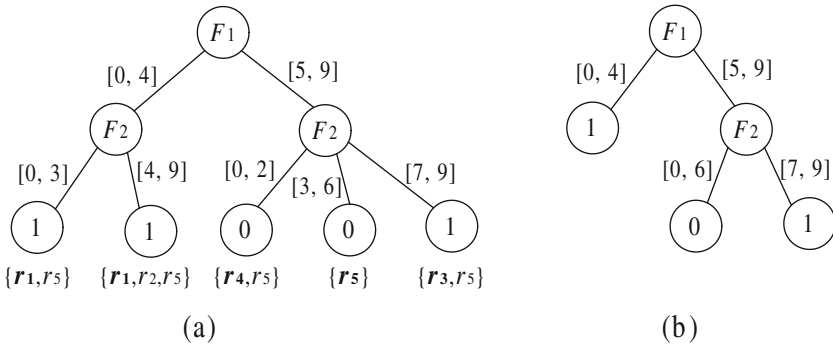 F1 F1
[0, 4] [5, 9] [0, 4] [5, 9]
F2 F2 1 F2
[0, 3] [4, 9] [0, 2] [3, 6] [7, 9] [0, 6] [7, 9]
1 1 0 0 1 0 1
{r1,r5} {r1,r2,r5} {r4,r5} {r5} {r3,r5}
(a) (b)